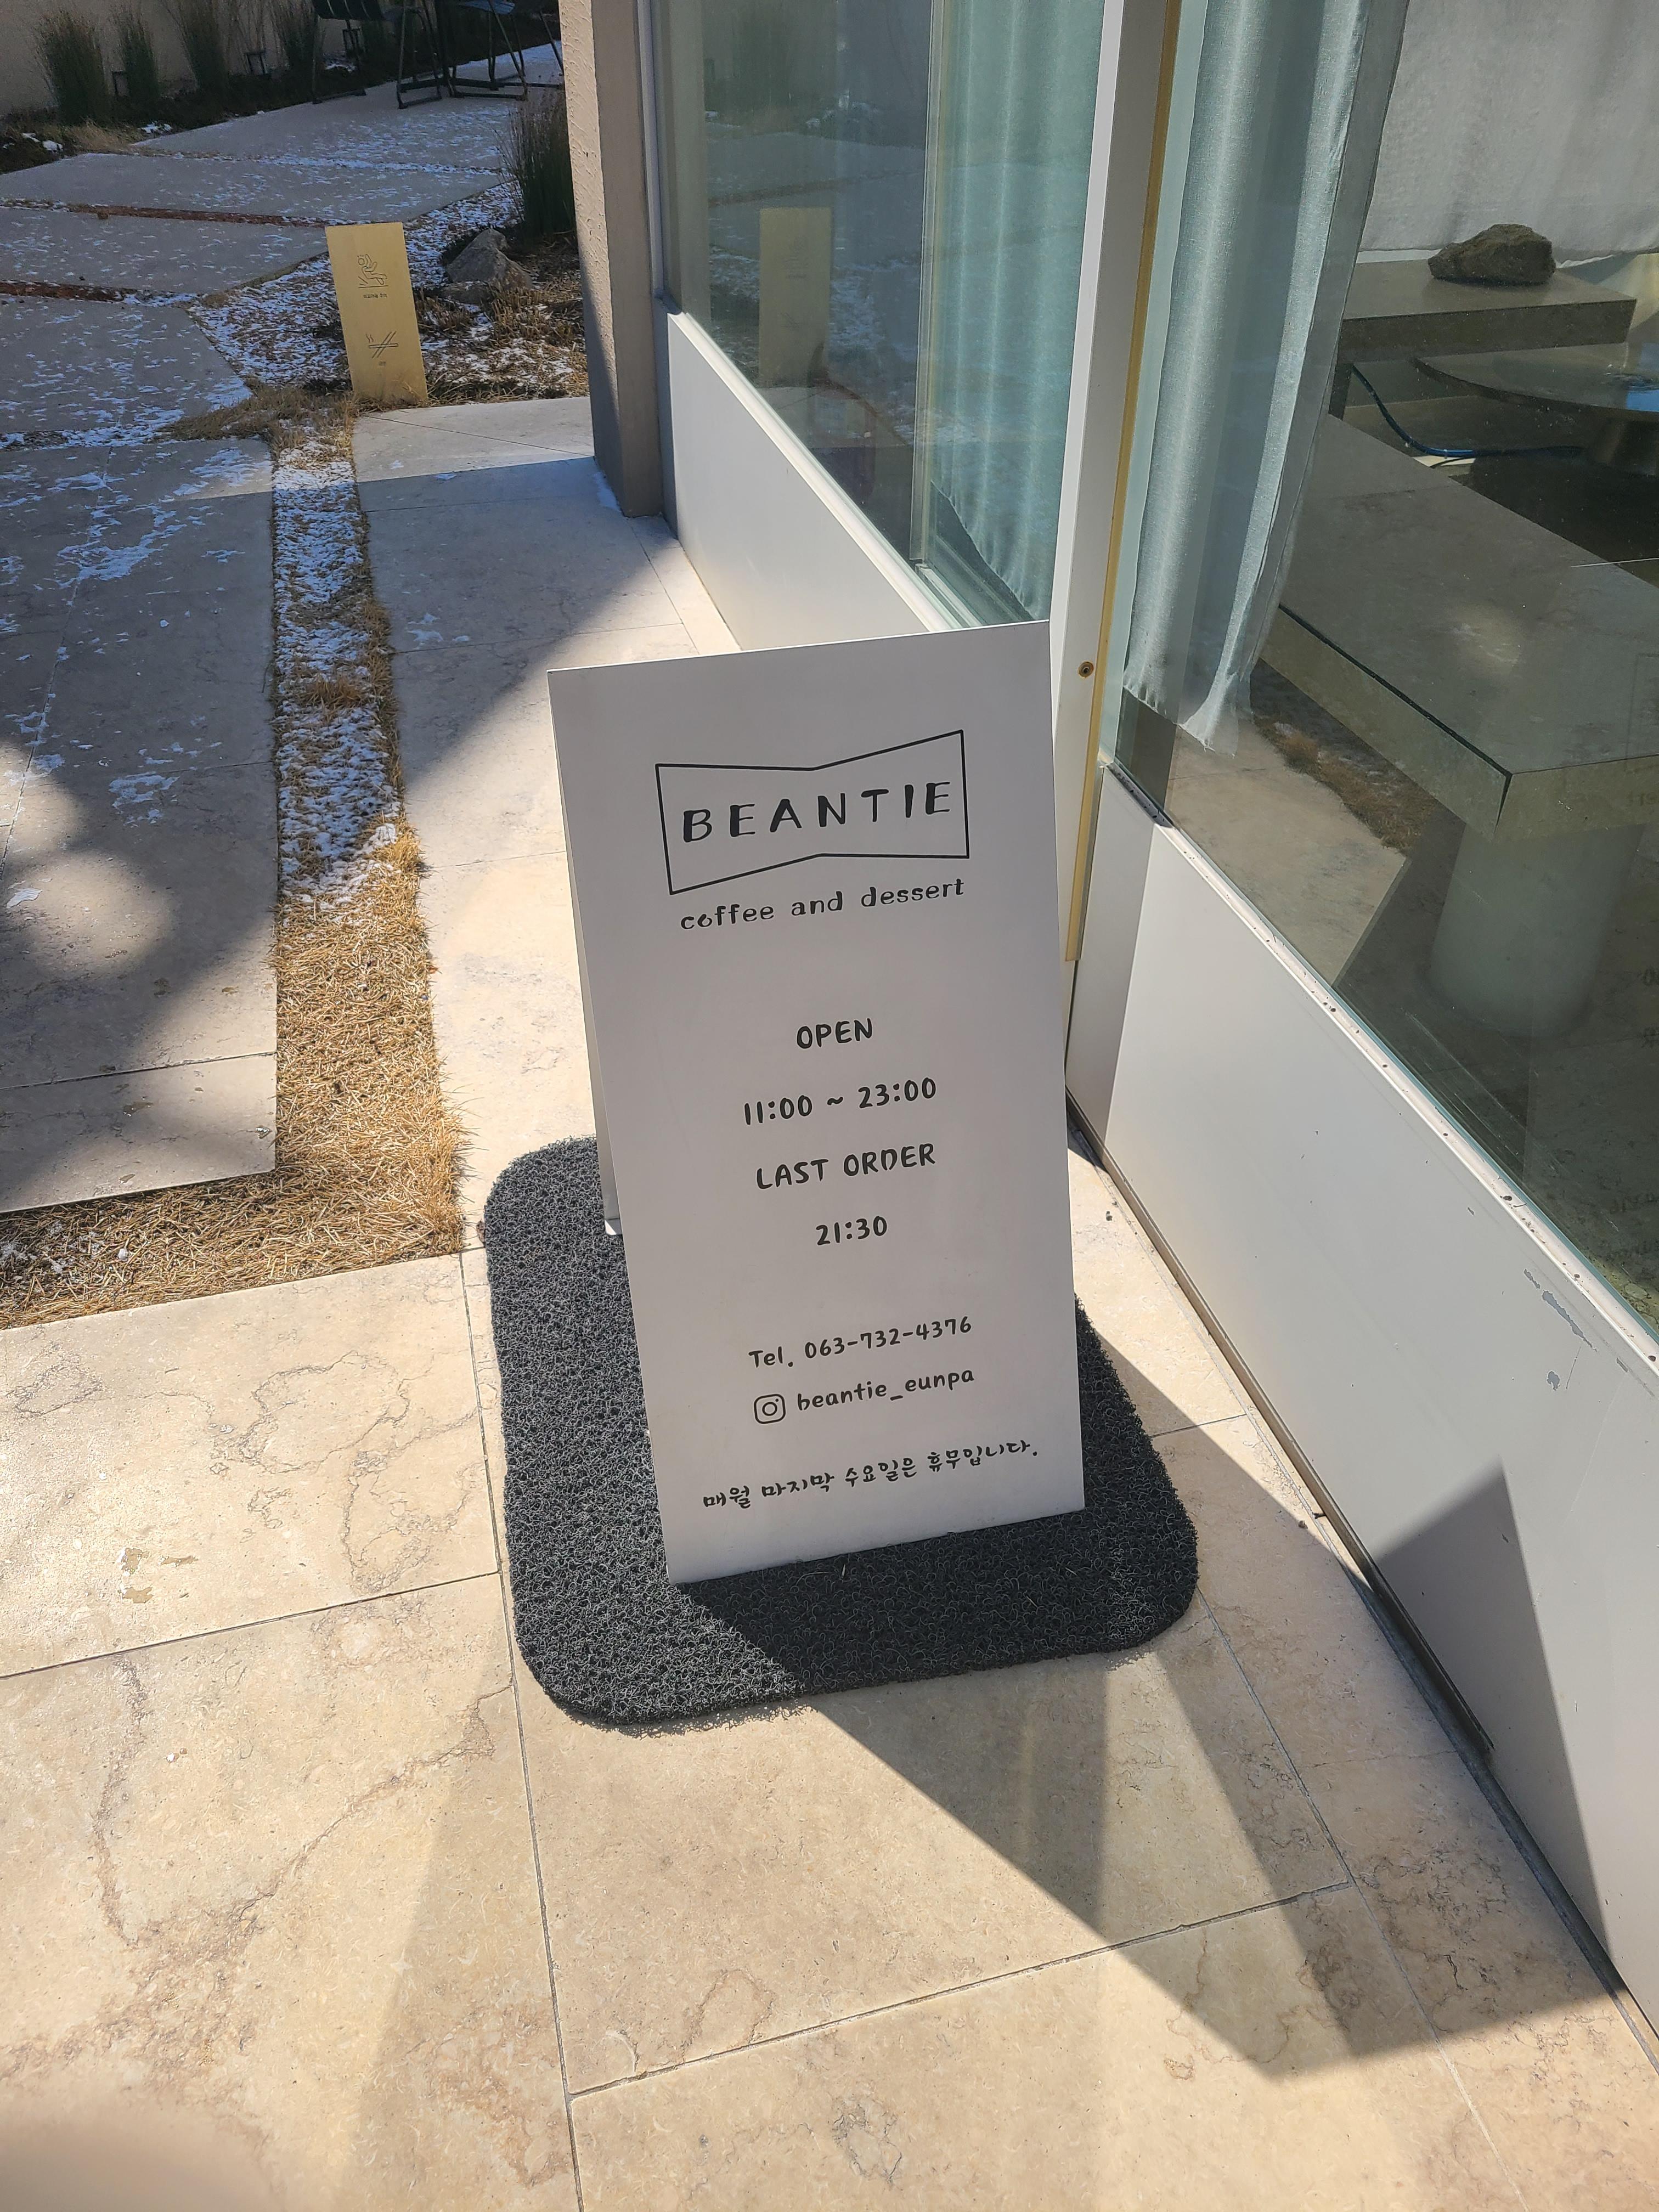 BEANTIE
coffee and dessert
OPEN
11:00 ~ 23:00
LAST ORDER
21:30
Tel. 063-732-4376
beantie_eunpa
매월 마지막 수요일은 휴무입니다.